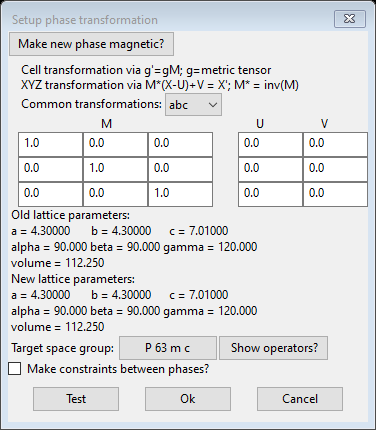 Setup phase transformation
Make new phase magnetic?
Cell transformation via g'=gM; g=metric tensor
XYZ transformation via M*(X-U)+V = X'; M* = inv(M)
Common transformations: abc
M U V
1.0 0.0 0.0 0.0 0.0
0.0 1.0 0.0 0.0 0.0
0.0 0.0 1.0 0.0 0.0
Old lattice parameters:
a = 4.30000 b = 4.30000 c = 7.01000
alpha = 90.000 beta = 90.000 gamma = 120.000
volume = 112.250
New lattice parameters:
a = 4.30000 b = 4.30000 c = 7.01000
alpha = 90.000 beta = 90.000 gamma = 120.000
volume = 112.250
Target space group: P 63 m c Show operators?
Make constraints between phases?
Test Ok Cancel